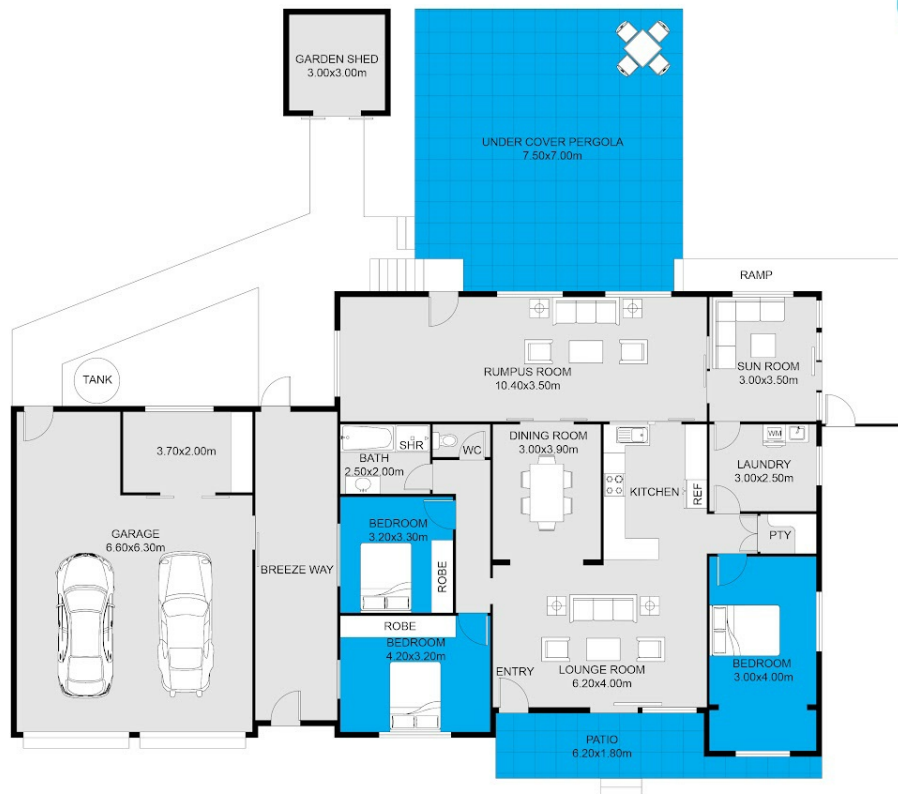 GARDEN SHED
3.00x3.00m
UNDER COVER PERGOLA
7.50x7.00m
RAMP
TANK
RUMPUS ROOM
10.40x3.50m
SUN ROOM
3.00x3.50m
3.70x2.00m
BATH
2.50x2.00m
SHR
WC
DINING ROOM
3.00x3.90m
KITCHEN
REF
WM
LAUNDRY
3.00x2.50m
PTY
GARAGE
6.60x6.30m
BREEZE WAY
BEDROOM
3.20x3.30m
ROBE
ROBE
BEDROOM
4.20x3.20m
ENTRY
LOUNGE ROOM
6.20x4.00m
BEDROOM
3.00x4.00m
PATIO
6.20x1.80m